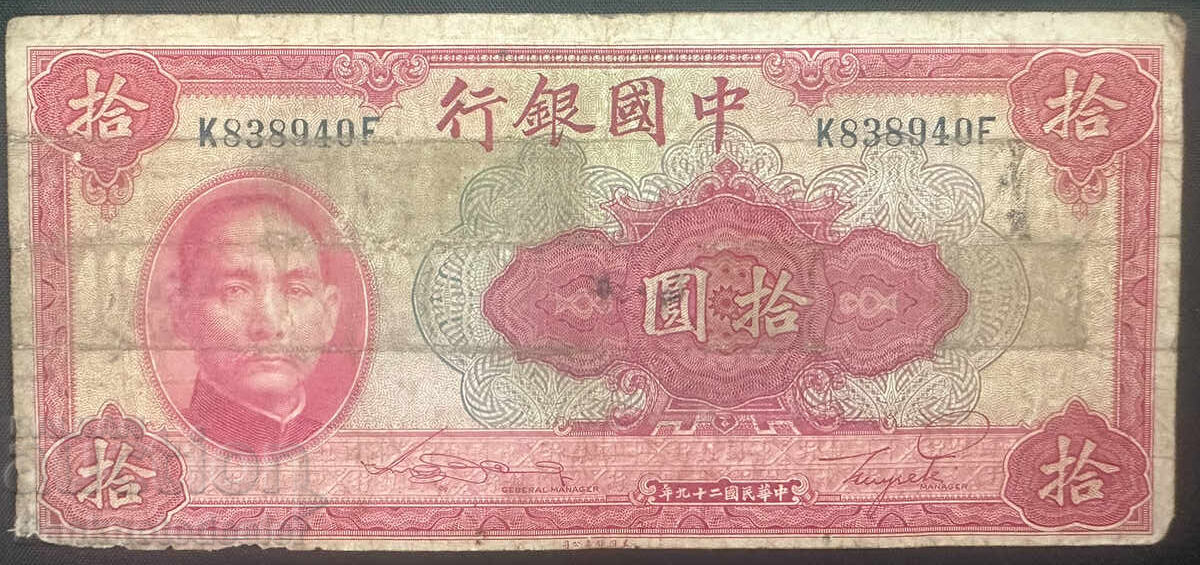 行銀國中
拾 拾
K838940F K838940F
圓拾
拾 拾
GENERAL MANAGER
MANAGER
年九十二國民華中